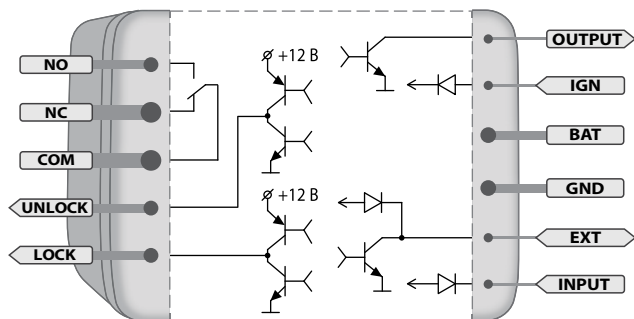 NO
NC
COM
UNLOCK
LOCK
+12 В
+12 В
OUTPUT
IGN
BAT
GND
EXT
INPUT